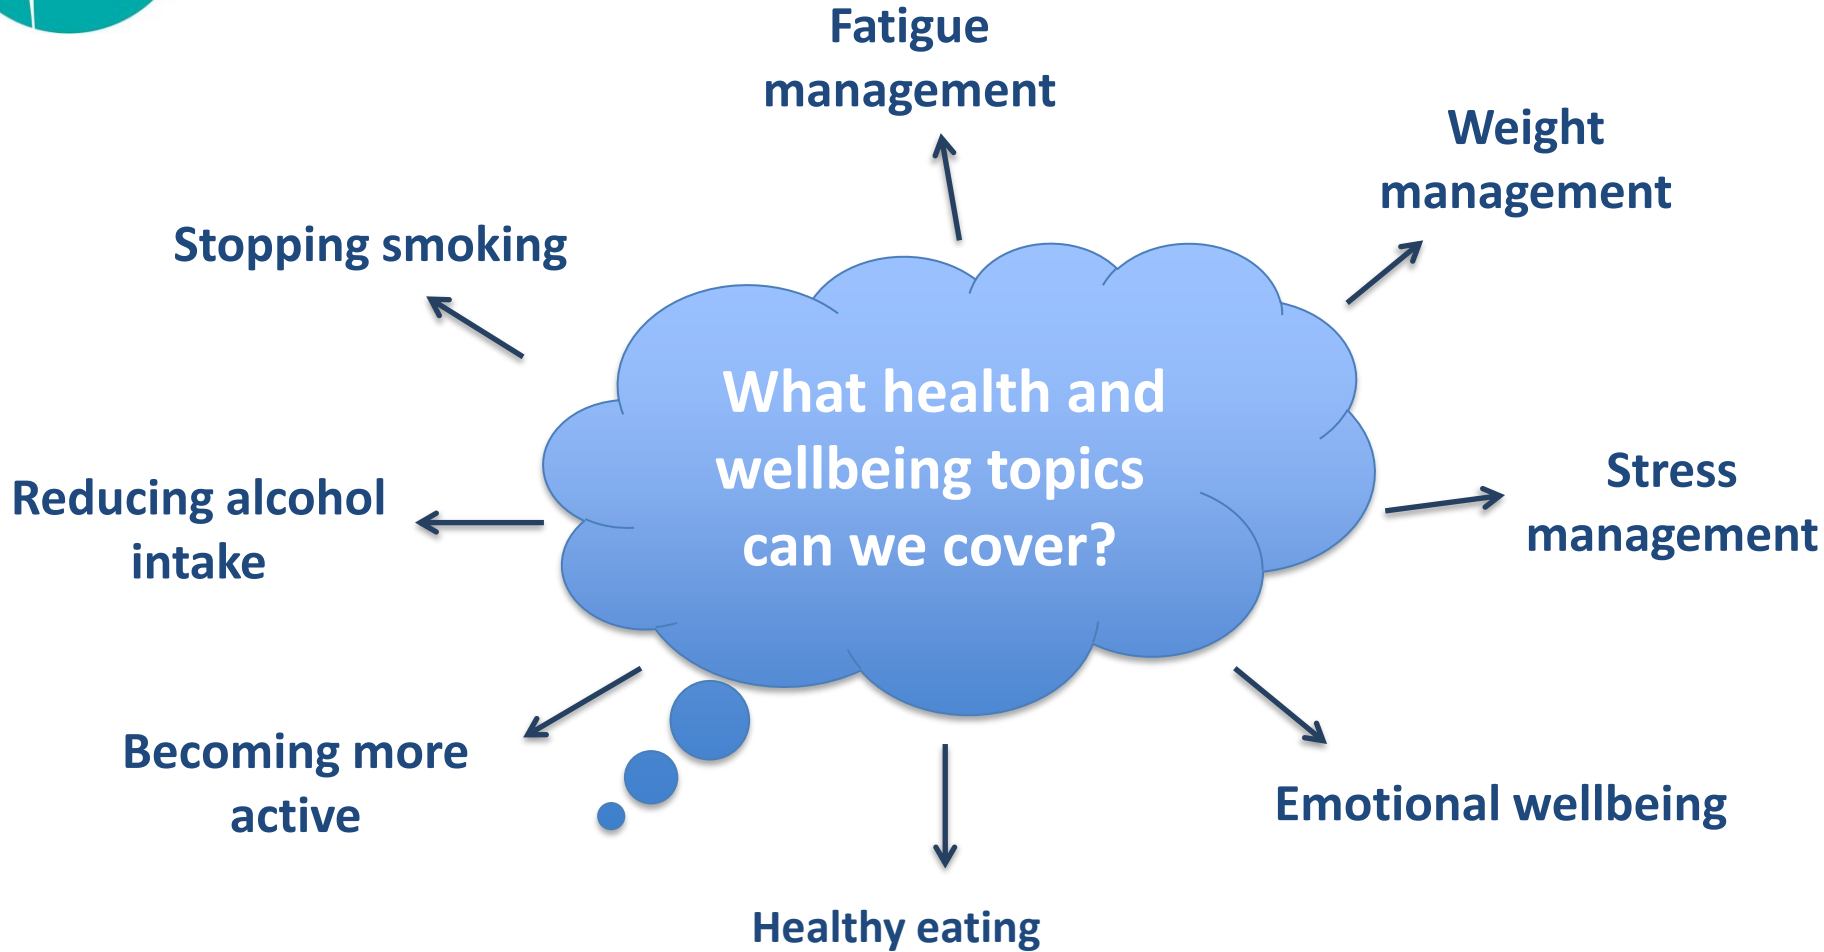 Fatigue
management
Weight
management
Stopping smoking
What health and
wellbeing topics
can we cover?
Stress
management
Reducing alcohol
intake
Becoming more
active
Emotional wellbeing
Healthy eating